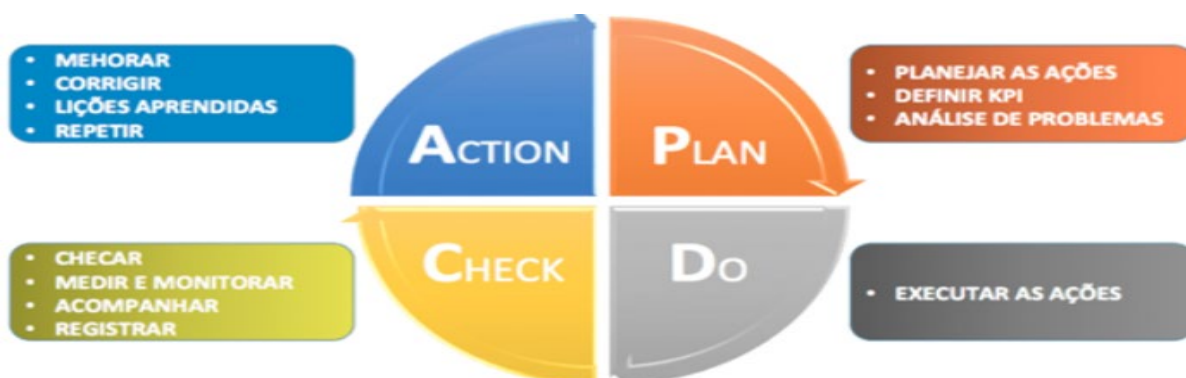 • MEHORAR
• CORRIGIR
• LIÇÕES APRENDIDAS
• REPETIR
ACTION
PLAN
• PLANEJAR AS AÇÕES
• DEFINIR KPI
• ANÁLISE DE PROBLEMAS
• CHECAR
• MEDIR E MONITORAR
• ACOMPANHAR
• REGISTRAR
CHECK
DO
• EXECUTAR AS AÇÕES